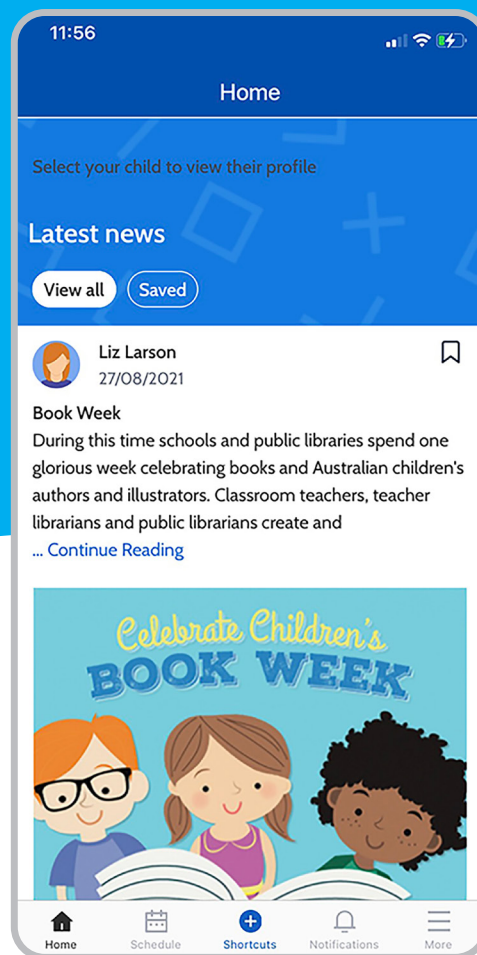 11:56
Home
Select your child to view their profile
Latest news
View all
Saved
Liz Larson
27/08/2021
Book Week
During this time schools and public libraries spend one
glorious week celebrating books and Australian children's
authors and illustrators. Classroom teachers, teacher
librarians and public librarians create and
... Continue Reading
Celebrate Children's
BOOK WEEK
Home
Schedule
Shortcuts
Notifications
More